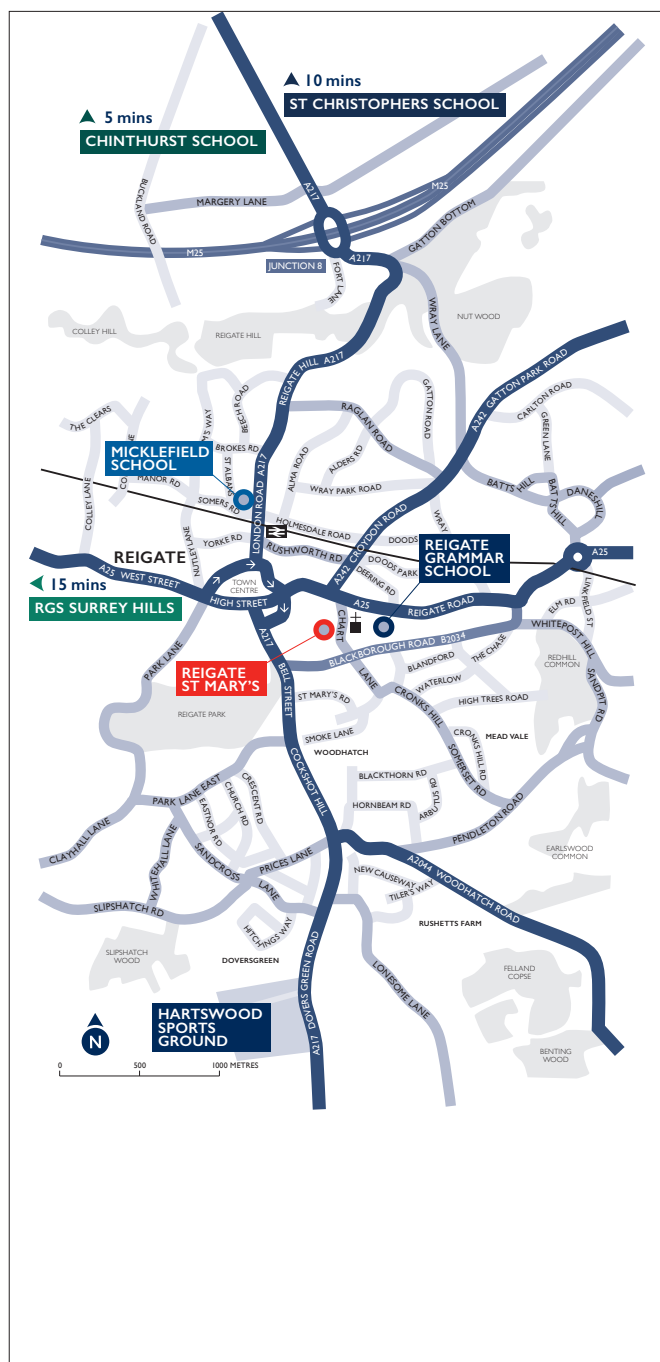 10 mins
ST CHRISTOPHERS SCHOOL
5 mins
CHINTHURST SCHOOL
A217
M25
BUCKLAND ROAD
MARGERY LANE
GATTON BOTTOM
M25
A217
JUNCTION 8
FORT LANE
WRAY LANE
NUT WOOD
COLLEY HILL
REIGATE HILL
REIGATE HILL A217
A242 GATTON PARK ROAD
GATTON ROAD
CARLTON ROAD
THE CLEARS
BEECH ROAD
RAGLAN ROAD
GREEN LANE
MICKLEFIELD
SCHOOL
BROKES RD
ST ALBANS
ALMA ROAD
ALDERS RD
MANOR RD
SOMERS RD
LONDON ROAD A217
WRAY PARK ROAD
BATTS HILL
BATTS HILL
DANESHILL
COLLEY LANE
NUTLEY LANE
YORKE RD
HOLMESDALE ROAD
RUSHWORTH RD
A242 CROYDON ROAD
DOODS
DOODS PARK
DEERING RD
WRAY
REIGATE
REIGATE
GRAMMAR
SCHOOL
A25
A25 WEST STREET
15 mins
RGS SURREY HILLS
TOWN
CENTRE
HIGH STREET
A25
REIGATE ROAD
ELM RD
LINKFIELD ST
A217
BELL STREET
CHART
LANE
BLACKBOROUGH ROAD B2034
WHITEPOST HILL
PARK LANE
REIGATE
ST MARY'S
BLANDFORD
THE CHASE
WATERLOW
REDHILL
COMMON
SANDPIT RD
REIGATE PARK
ST MARY'S RD
CRONKS HILL
HIGH TREES ROAD
SMOKE LANE
WOODHATCH
CRONKS HILL RD
MEAD VALE
COCKSHOT HILL
SOMERSET RD
BLACKTHORN RD
PARK LANE EAST
CRESCENT RD
CHURCH RD
EASTNOR RD
HORNBEAM RD
PENDLETON ROAD
CLAYHALL LANE
WHITEHALL LANE
SANDCROSS
LANE
PRICES LANE
EARLSWOOD
COMMON
A2044 WOODHATCH ROAD
NEW CAUSEWAY
TILER'S WAY
SLIPSHATCH RD
HITCHINGS WAY
RUSHETTS FARM
SLIPSHATCH
WOOD
DOVERSGREEN
LONESOME LANE
FELLAND
COPSE
HARTSWOOD
SPORTS
GROUND
A217 DOVERS GREEN ROAD
BENTING
WOOD
N
0 500 1000 METRES